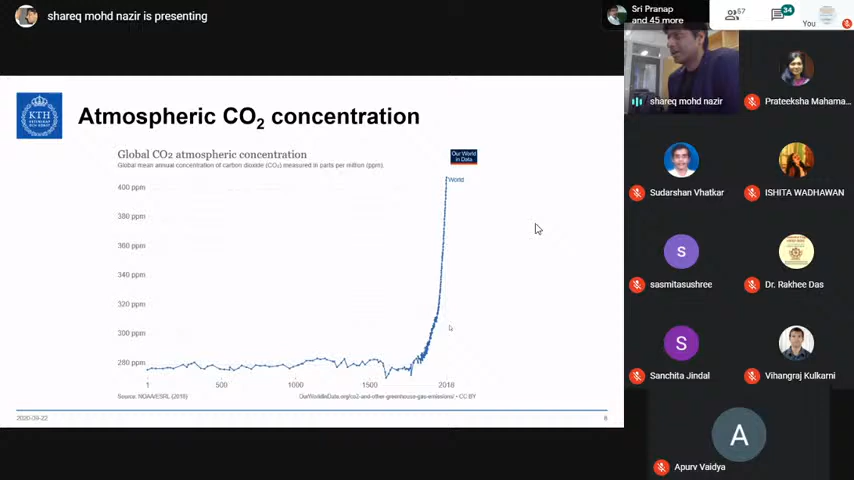 shareq mohd nazir is presenting
Sri Pranap
and 45 more
67
34
You
KTH
Atmospheric CO₂ concentration
Global CO₂ atmospheric concentration
Global mean annual concentration of carbon dioxide (CO₂) measured in parts per million (ppm).
Our World
in Data
400 ppm
World
380 ppm
360 ppm
340 ppm
320 ppm
300 ppm
280 ppm
1
500
1000
1500
2018
Source: NOAA/ESRL (2018)
OurWorldInData.org/co2-and-other-greenhouse-gas-emissions/ • CC BY
2020-09-22
shareq mohd nazir
Prateeksha Mahama...
Sudarshan Vhatkar
ISHITA WADHAWAN
S
sasmitasushree
Dr. Rakhee Das
S
Sanchita Jindal
Vihangraj Kulkarni
A
Apurv Vaidya